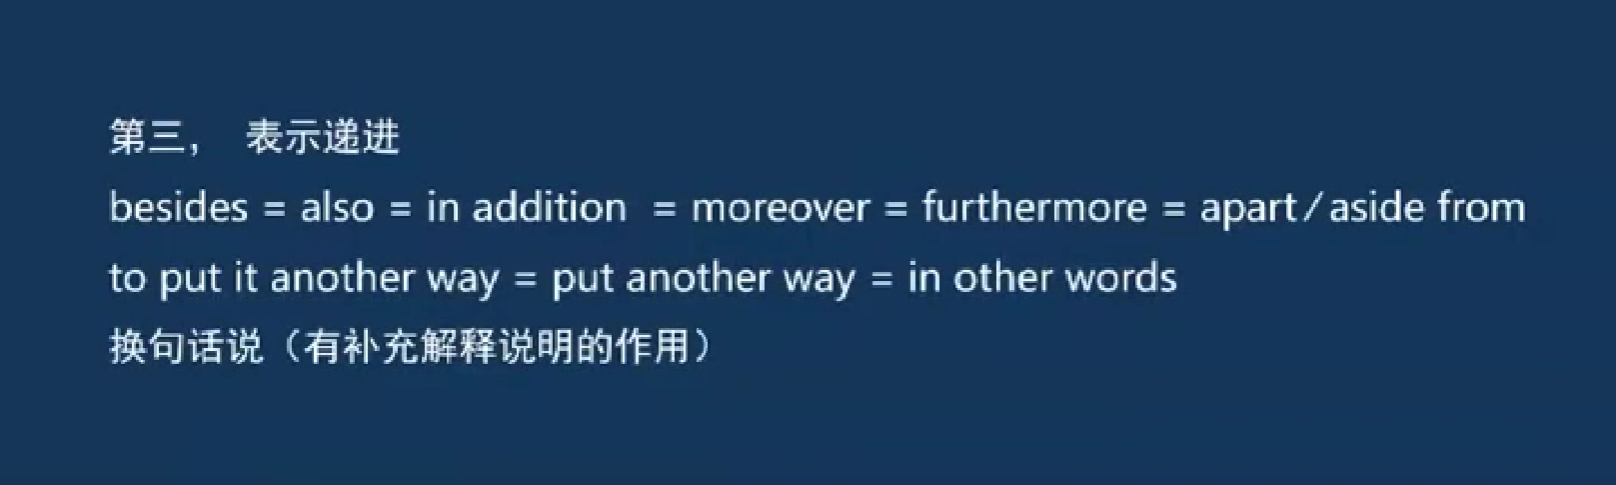 第三， 表示递进
besides = also = in addition = moreover = furthermore = apart/aside from
to put it another way = put another way = in other words
换句话说（有补充解释说明的作用）